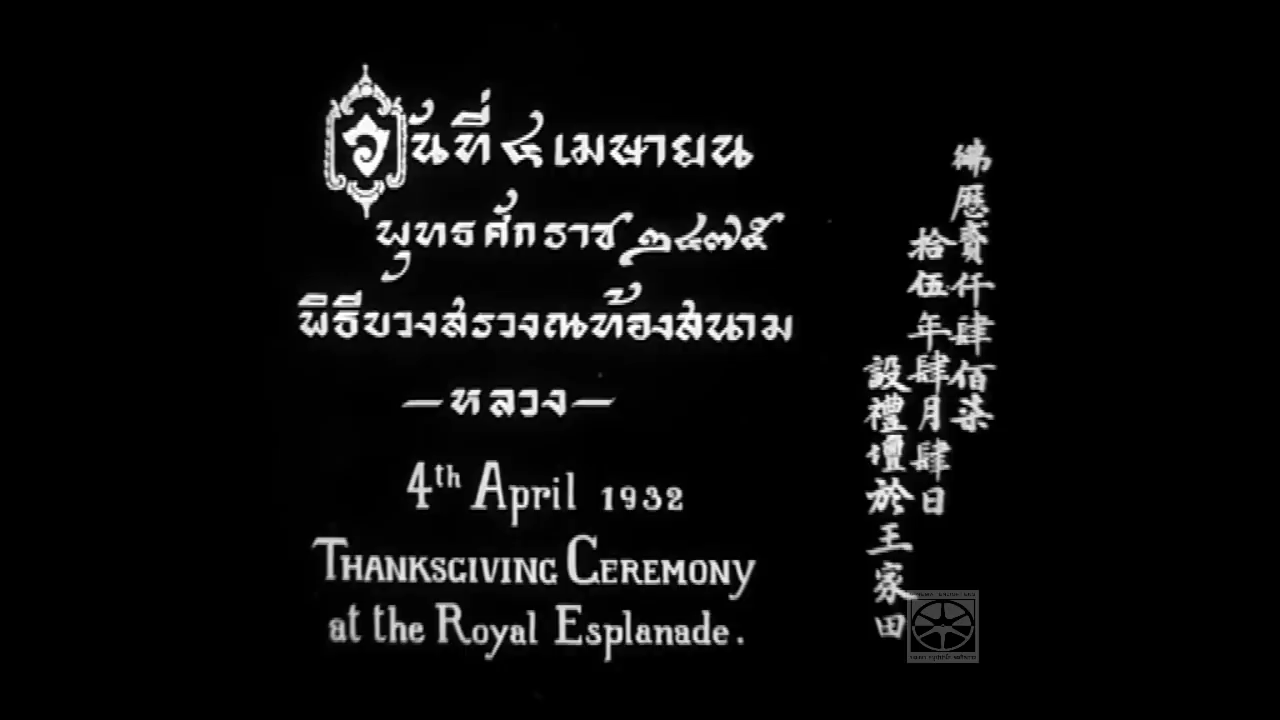 วันที่ ๔ เมษายน
พุทธศักราช ๒๔๗๕
พิธีบวงสรวงณท้องสนาม
—หลวง—
4th April 1932
THANKSGIVING CEREMONY
at the Royal Esplanade.
佛歷貳仟肆佰柒
拾伍年肆月肆日
設禮壇於王家田